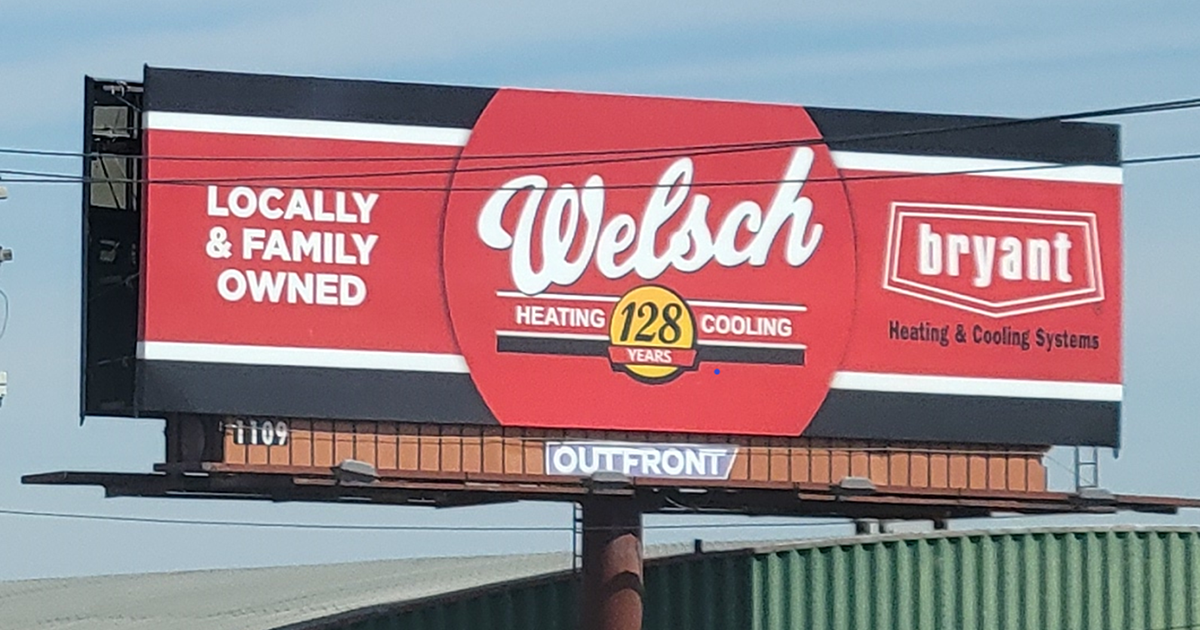 LOCALLY
& FAMILY
OWNED
Welsch
HEATING 128 COOLING
YEARS
bryant
Heating & Cooling Systems
1109
OUTFRONT